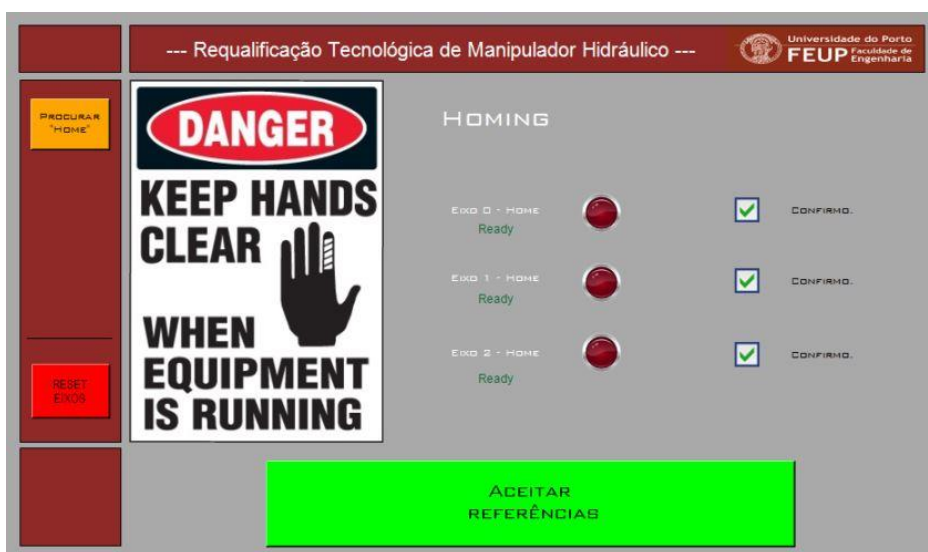 --- Requalificação Tecnológica de Manipulador Hidráulico ---
Universidade do Porto
FEUP Faculdade de
Engenharia
Procurar
"Home"
RESET
EIXOS
DANGER
KEEP HANDS
CLEAR
WHEN
EQUIPMENT
IS RUNNING
Homing
Eixo 0 - Home
Ready
Confirmo.
Eixo 1 - Home
Ready
Confirmo.
Eixo 2 - Home
Ready
Confirmo.
Aceitar
referências